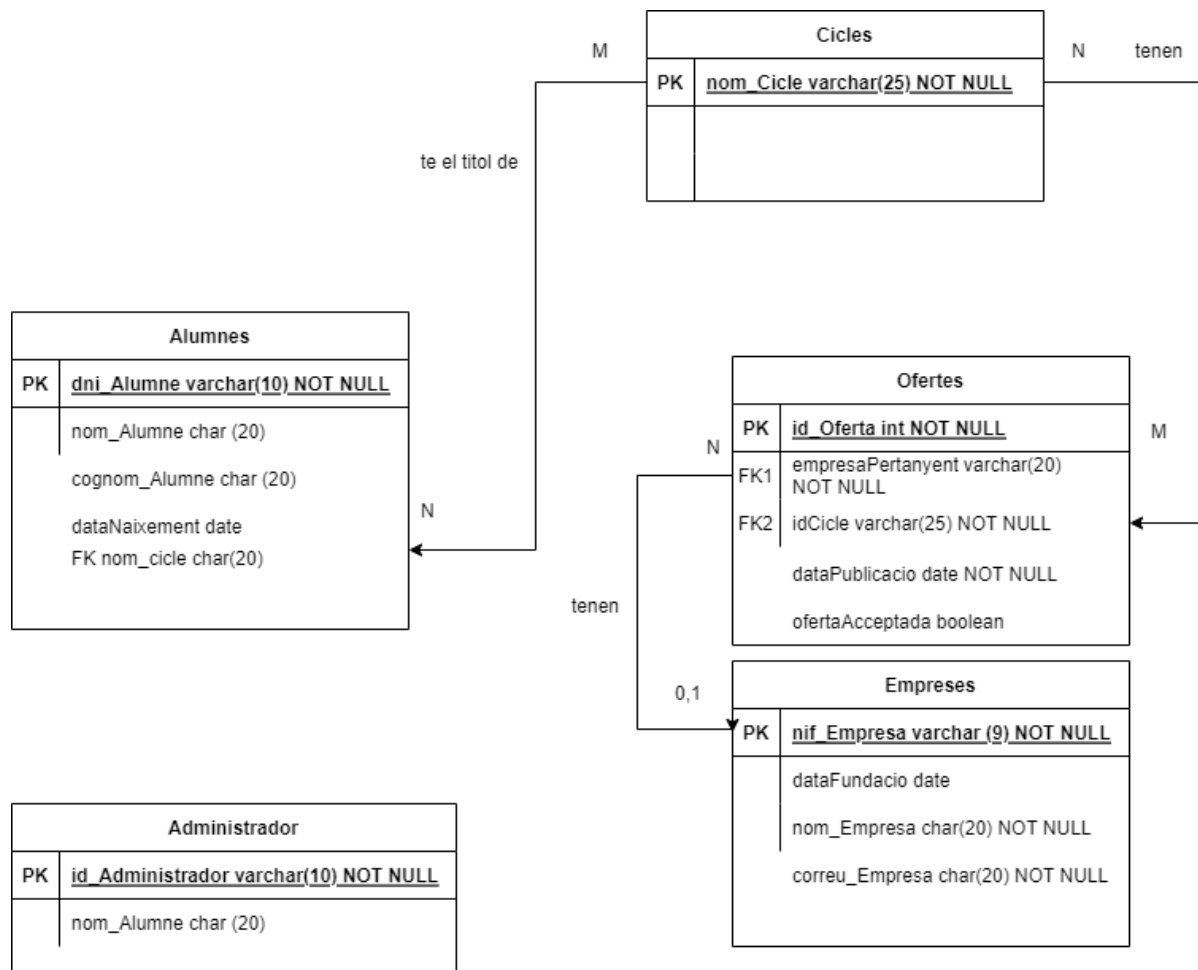 Cicles
M
N
tenen
PK
nom_Cicle varchar(25) NOT NULL
te el titol de
Alumnes
PK
dni_Alumne varchar(10) NOT NULL
nom_Alumne char (20)
cognom_Alumne char (20)
dataNaixement date
FK nom_cicle char(20)
N
Ofertes
PK
id_Oferta int NOT NULL
M
N
FK1
empresaPertanyent varchar(20)
NOT NULL
FK2
idCicle varchar(25) NOT NULL
dataPublicacio date NOT NULL
ofertaAcceptada boolean
tenen
0,1
Empreses
PK
nif_Empresa varchar (9) NOT NULL
dataFundacio date
nom_Empresa char(20) NOT NULL
correu_Empresa char(20) NOT NULL
Administrador
PK
id_Administrador varchar(10) NOT NULL
nom_Alumne char (20)